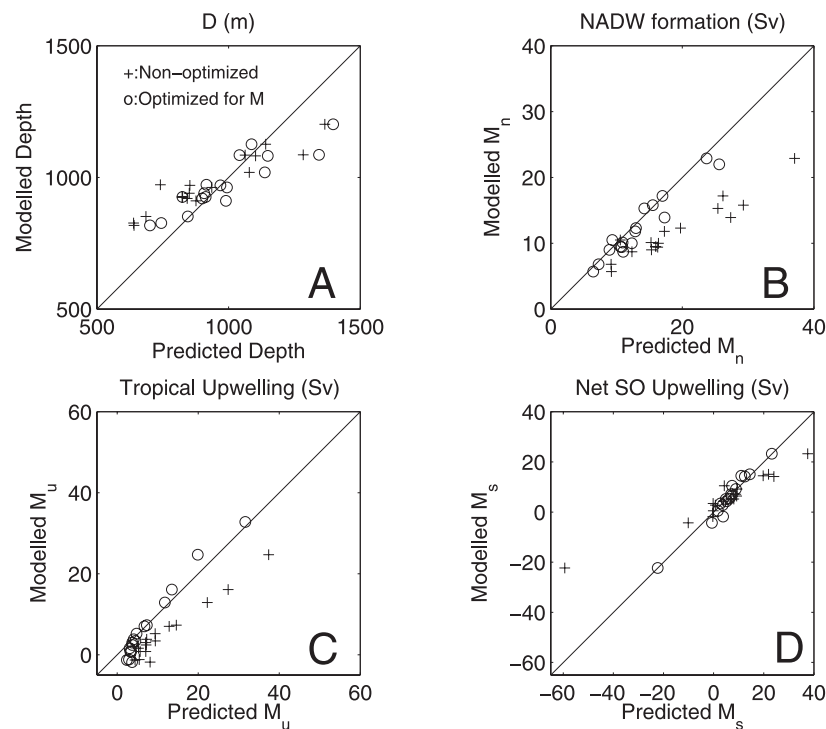 D (m)
1500
1000
500
500
1000
1500
Modelled Depth
Predicted Depth
+:Non-optimized
o:Optimized for M
A
NADW formation (Sv)
40
30
20
10
0
0
20
40
Modelled M_n
Predicted M_n
B
Tropical Upwelling (Sv)
60
40
20
0
0
20
40
60
Modelled M_u
Predicted M_u
C
Net SO Upwelling (Sv)
40
20
0
−20
−40
−60
−60
−40
−20
0
20
40
Modelled M_s
Predicted M_s
D